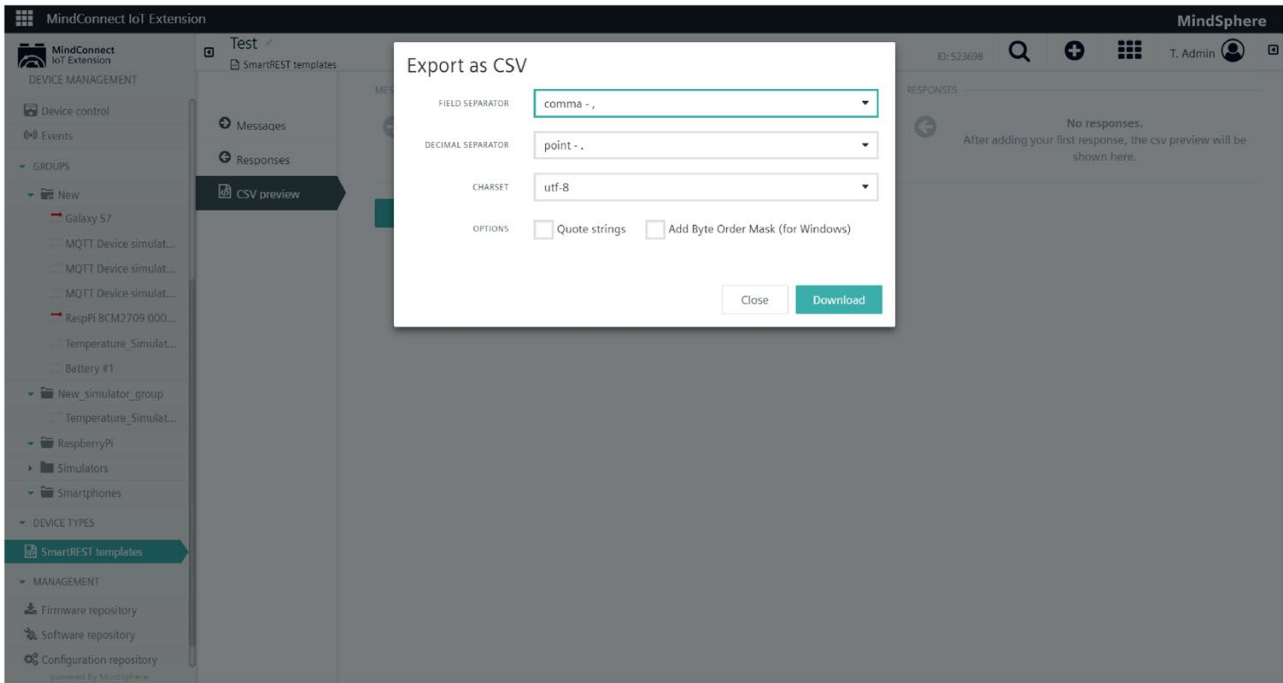 MindConnect IoT Extension
MindSphere
MindConnect
IoT Extension
DEVICE MANAGEMENT
Device control
Events
GROUPS
New
Galaxy S7
MQTT Device simulat...
MQTT Device simulat...
MQTT Device simulat...
RaspPi BCM2709 000...
Temperature_Simulat...
Battery #1
New_simulator_group
Temperature_Simulat...
RaspberryPi
Simulators
Smartphones
DEVICE TYPES
SmartREST templates
MANAGEMENT
Firmware repository
Software repository
Configuration repository
powered by MindSphere
Test
SmartREST templates
Messages
Responses
CSV preview
ID: 523698
T. Admin
MES
Export as CSV
FIELD SEPARATOR
comma - ,
DECIMAL SEPARATOR
point - .
CHARSET
utf-8
OPTIONS
Quote strings
Add Byte Order Mask (for Windows)
Close
Download
RESPONSES
No responses.
After adding your first response, the csv preview will be
shown here.